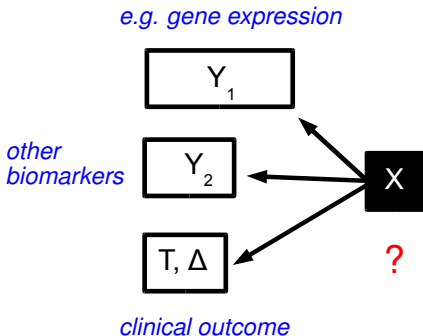 e.g. gene expression
Y₁
other
biomarkers
Y₂
X
T, Δ
?
clinical outcome